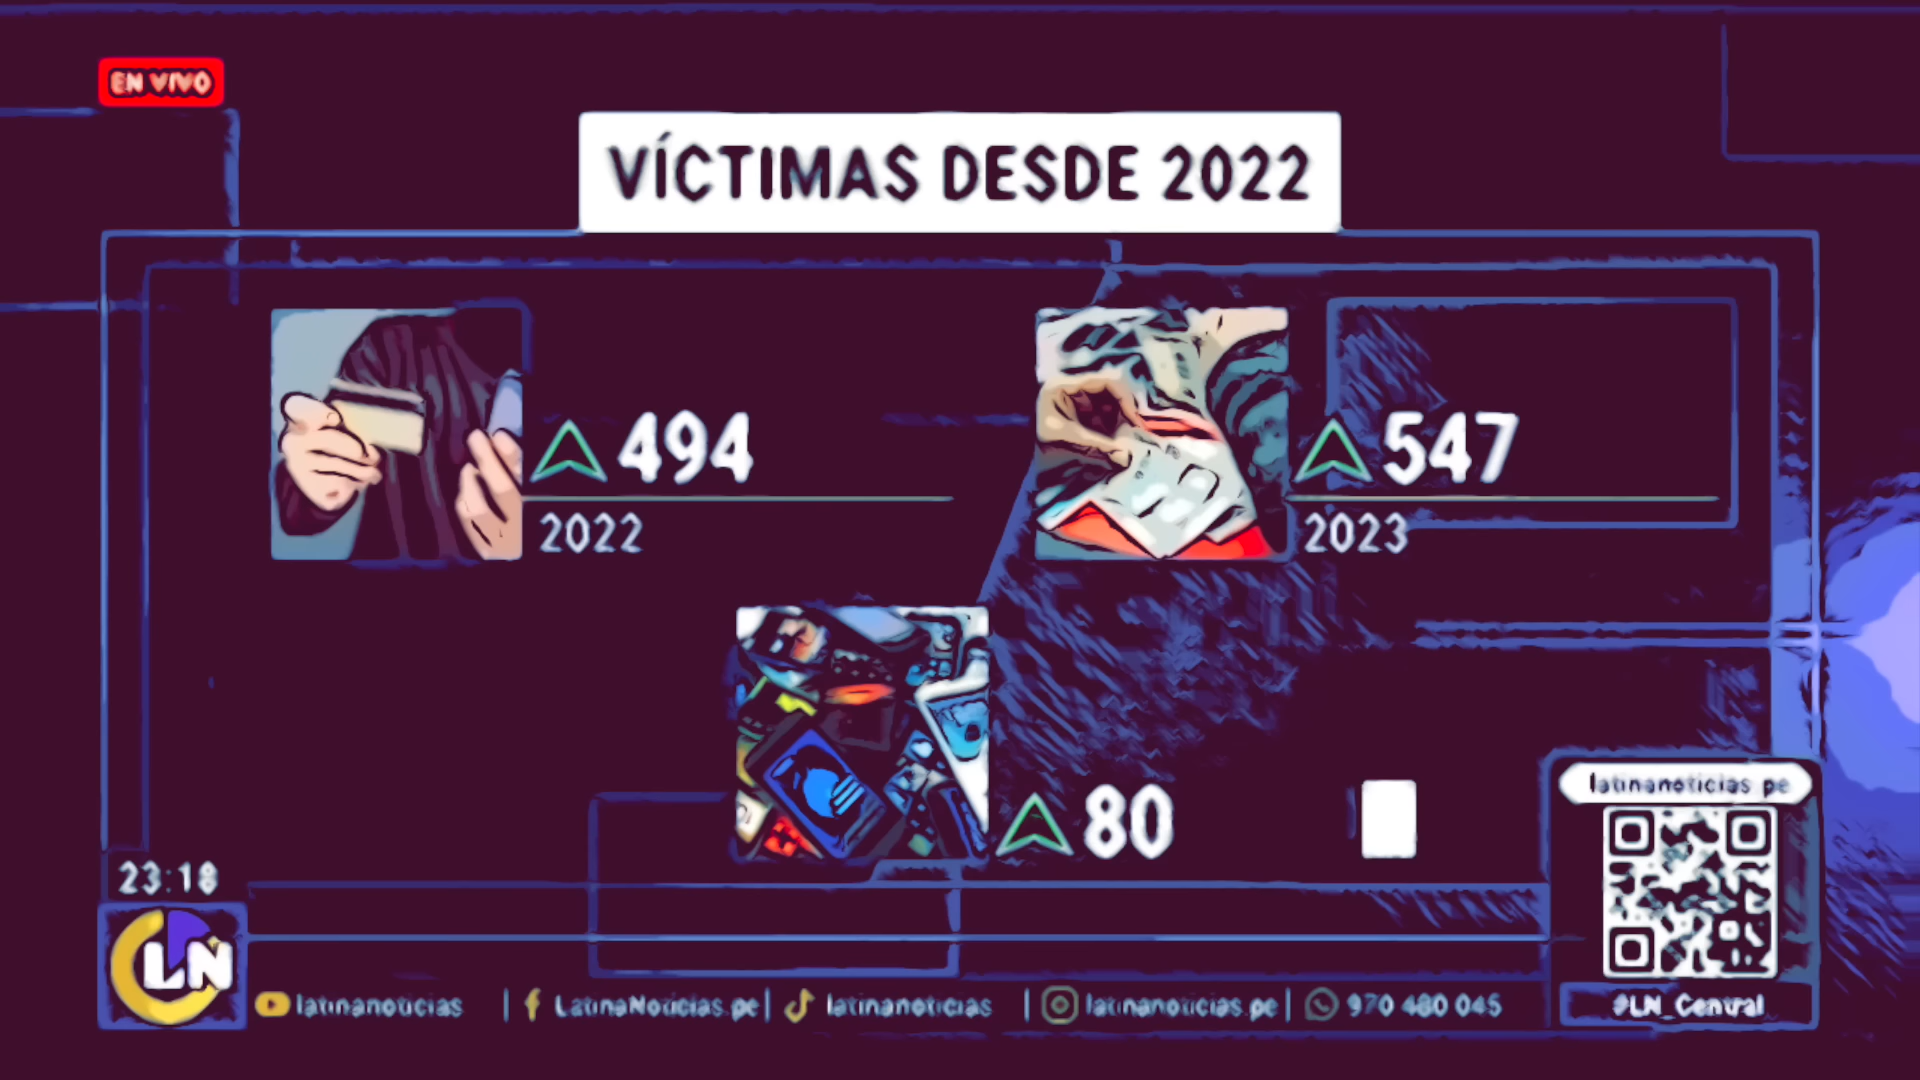 EN VIVO
VÍCTIMAS DESDE 2022
494
2022
547
2023
80
23:18
LN
latinanoticias | LatinaNoticias.pe | latinanoticias | latinanoticias.pe | 970 480 045
latinanoticias.pe
#LN_Central